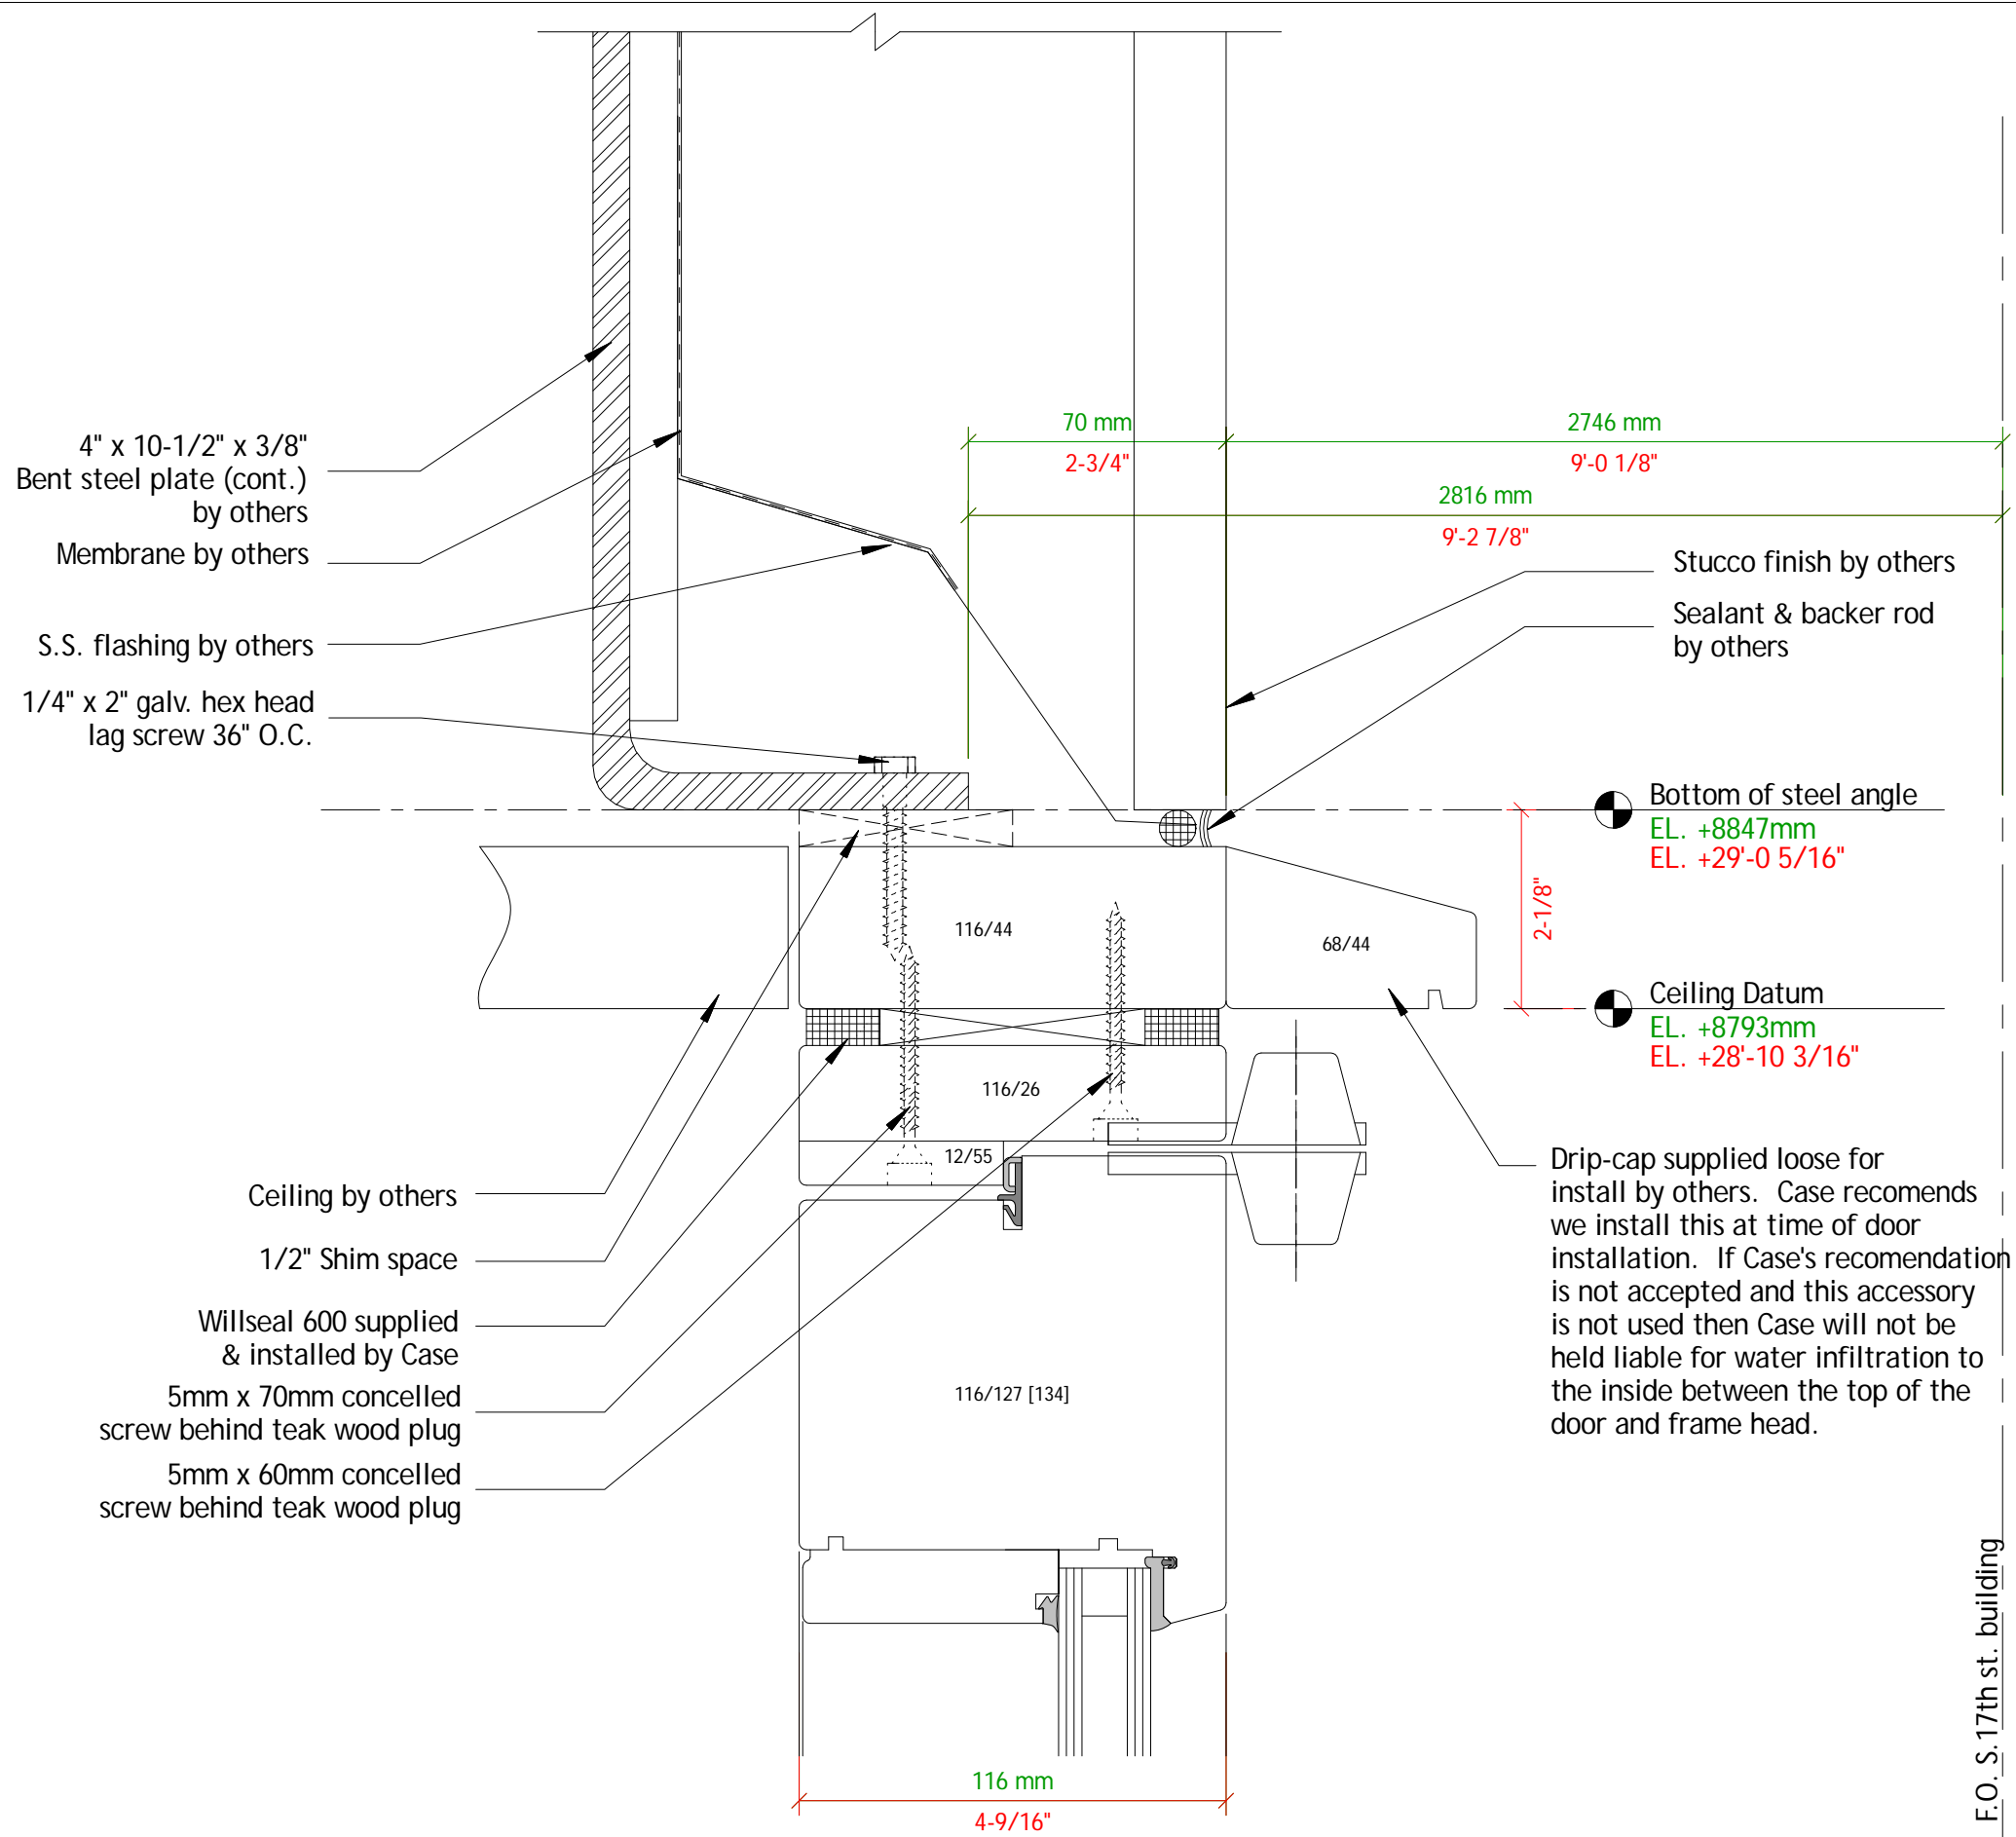 70 mm
2-3/4"
2746 mm
9'-0 1/8"
2816 mm
9'-2 7/8"
4" x 10-1/2" x 3/8"
Bent steel plate (cont.)
by others
Membrane by others
S.S. flashing by others
1/4" x 2" galv. hex head
lag screw 36" O.C.
Stucco finish by others
Sealant & backer rod
by others
Bottom of steel angle
EL. +8847mm
EL. +29'-0 5/16"
2-1/8"
Ceiling Datum
EL. +8793mm
EL. +28'-10 3/16"
116/44
68/44
116/26
12/55
116/127 [134]
Ceiling by others
1/2" Shim space
Willseal 600 supplied
& installed by Case
5mm x 70mm concelled
screw behind teak wood plug
5mm x 60mm concelled
screw behind teak wood plug
Drip-cap supplied loose for
install by others. Case recomends
we install this at time of door
installation. If Case's recomendation
is not accepted and this accessory
is not used then Case will not be
held liable for water infiltration to
the inside between the top of the
door and frame head.
116 mm
4-9/16"
F.O. S.17th st. building